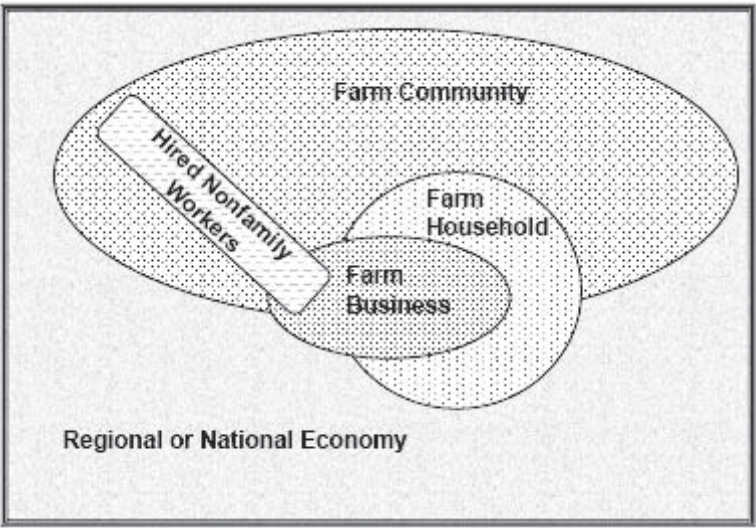 Farm Community
Hired Nonfamily
Workers
Farm
Household
Farm
Business
Regional or National Economy